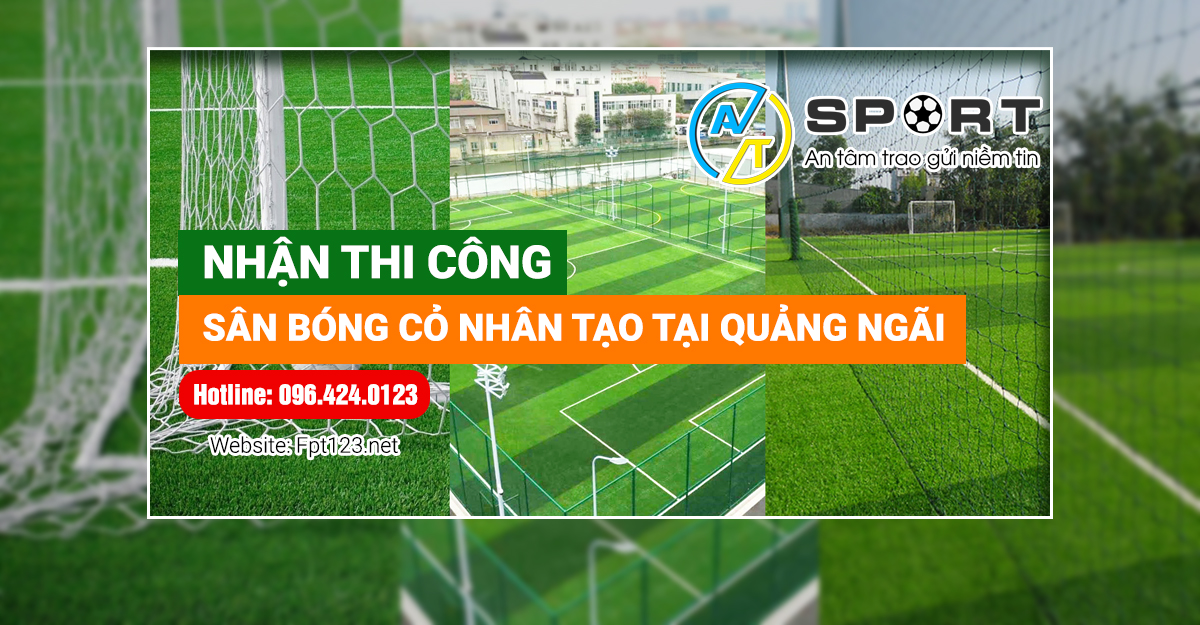 NT SPORT
An tâm trao gửi niềm tin
NHẬN THI CÔNG
SÂN BÓNG CỎ NHÂN TẠO TẠI QUẢNG NGÃI
Hotline: 096.424.0123
Website: Fpt123.net